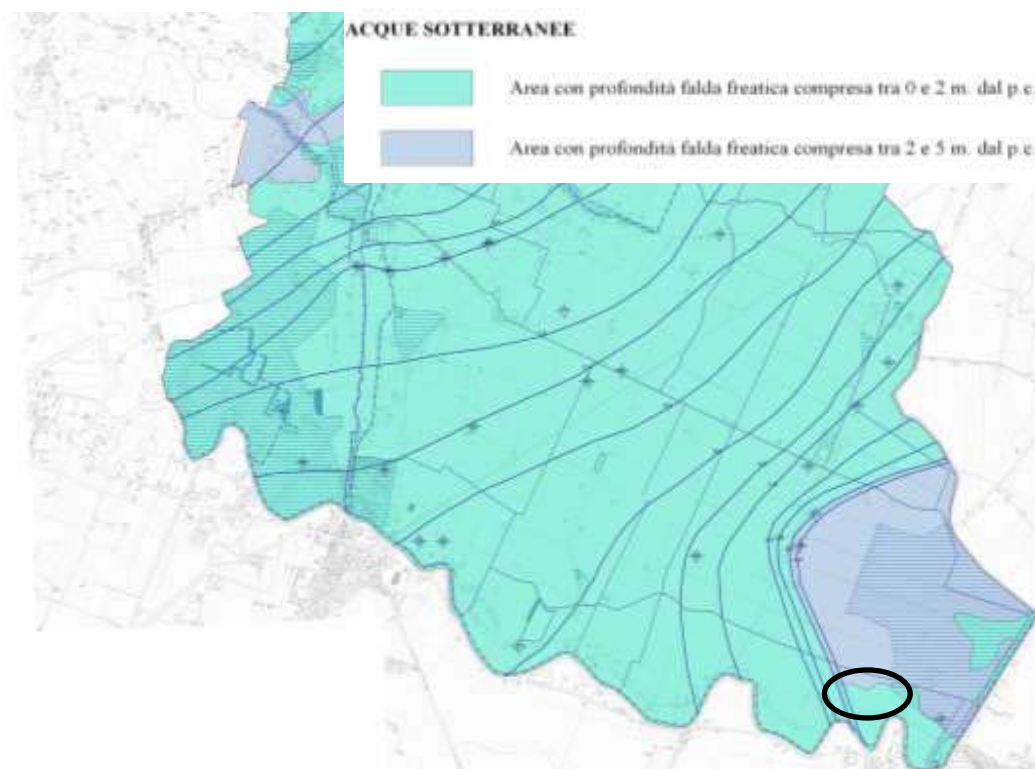 ACQUE SOTTERRANEE
Area con profondità falda freatica compresa tra 0 e 2 m. dal p.c
Area con profondità falda freatica compresa tra 2 e 5 m. dal p.c